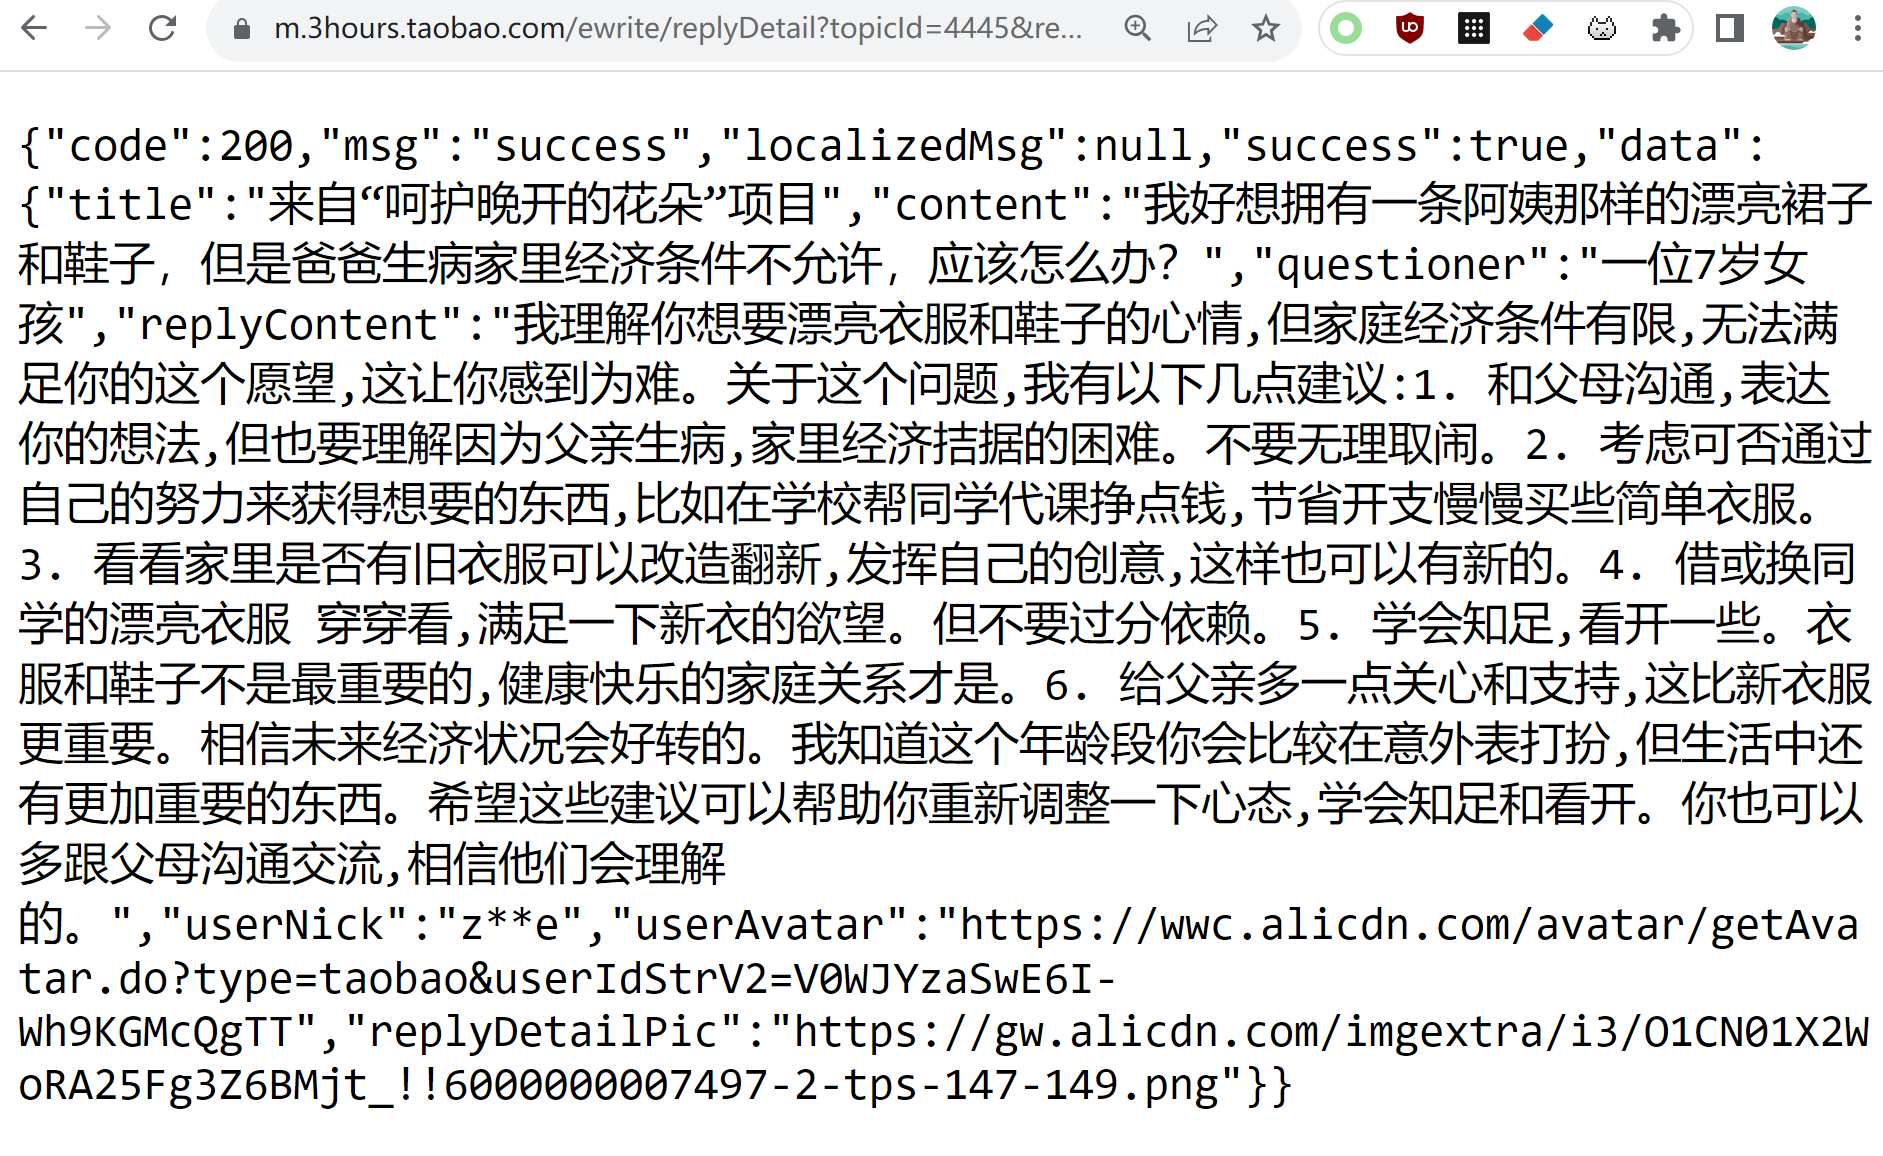 m.3hours.taobao.com/ewrite/replyDetail?topicId=4445&re...
{"code":200,"msg":"success","localizedMsg":null,"success":true,"data":
{"title":"来自“呵护晚开的花朵”项目","content":"我好想拥有一条阿姨那样的漂亮裙子
和鞋子，但是爸爸生病家里经济条件不允许，应该怎么办？","questioner":"一位7岁女
孩","replyContent":"我理解你想要漂亮衣服和鞋子的心情,但家庭经济条件有限,无法满
足你的这个愿望,这让你感到为难。关于这个问题,我有以下几点建议:1. 和父母沟通,表达
你的想法,但也要理解因为父亲生病,家里经济拮据的困难。不要无理取闹。2. 考虑可否通过
自己的努力来获得想要的东西,比如在学校帮同学代课挣点钱,节省开支慢慢买些简单衣服。
3. 看看家里是否有旧衣服可以改造翻新,发挥自己的创意,这样也可以有新的。4. 借或换同
学的漂亮衣服 穿穿看,满足一下新衣的欲望。但不要过分依赖。5. 学会知足,看开一些。衣
服和鞋子不是最重要的,健康快乐的家庭关系才是。6. 给父亲多一点关心和支持,这比新衣服
更重要。相信未来经济状况会好转的。我知道这个年龄段你会比较在意外表打扮,但生活中还
有更加重要的东西。希望这些建议可以帮助你重新调整一下心态,学会知足和看开。你也可以
多跟父母沟通交流,相信他们会理解
的。","userNick":"z**e","userAvatar":"https://wwc.alicdn.com/avatar/getAva
tar.do?type=taobao&userIdStrV2=V0WJYzaSwE6I-
Wh9KGMcQgTT","replyDetailPic":"https://gw.alicdn.com/imgextra/i3/O1CN01X2W
oRA25Fg3Z6BMjt_!!6000000007497-2-tps-147-149.png"}}